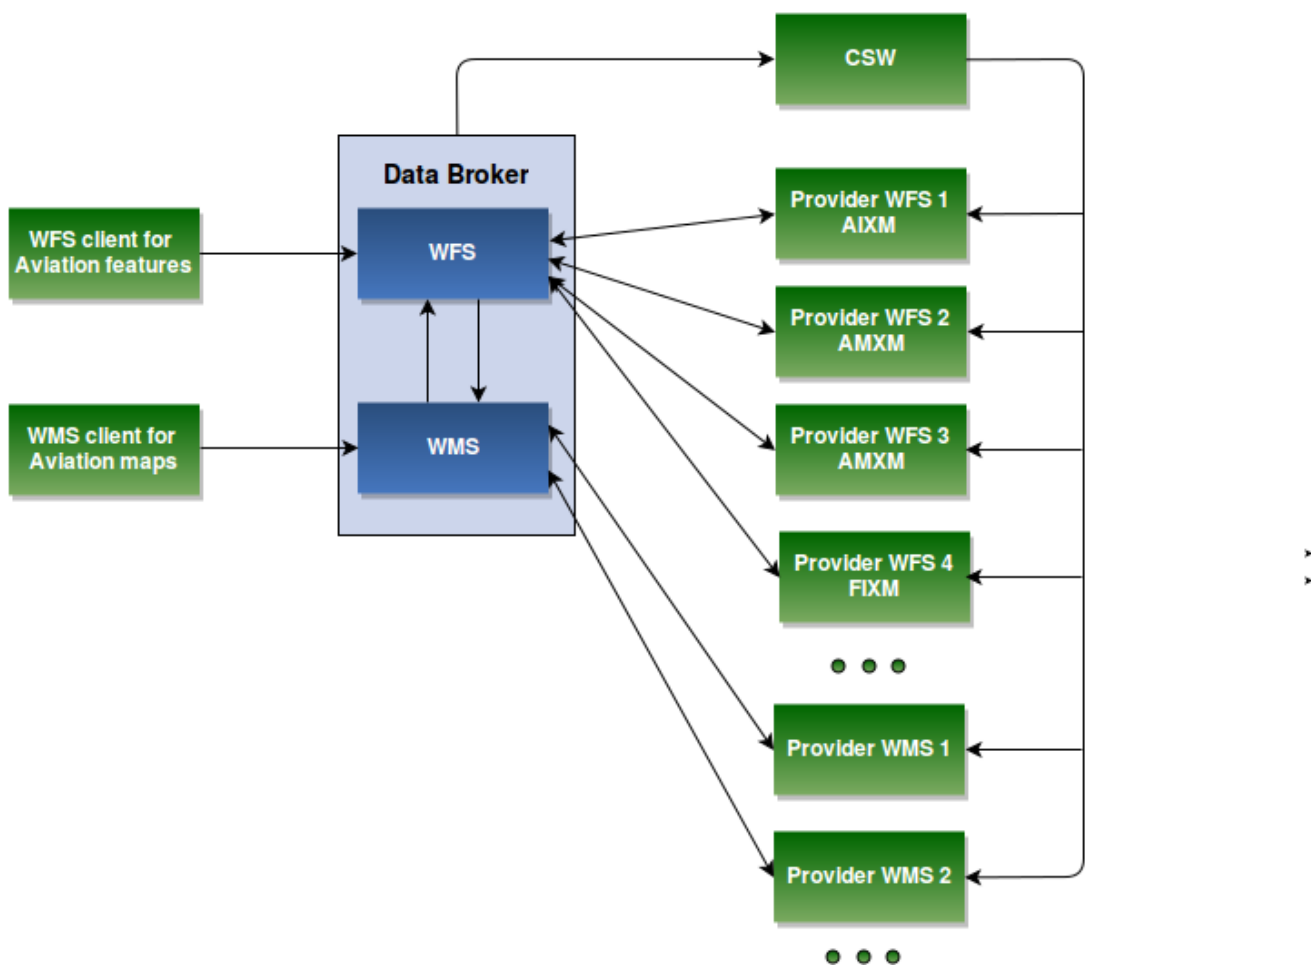 CSW
Data Broker
WFS client for
Aviation features
WFS
WMS client for
Aviation maps
WMS
Provider WFS 1
AIXM
Provider WFS 2
AMXM
Provider WFS 3
AMXM
Provider WFS 4
FIXM
Provider WMS 1
Provider WMS 2